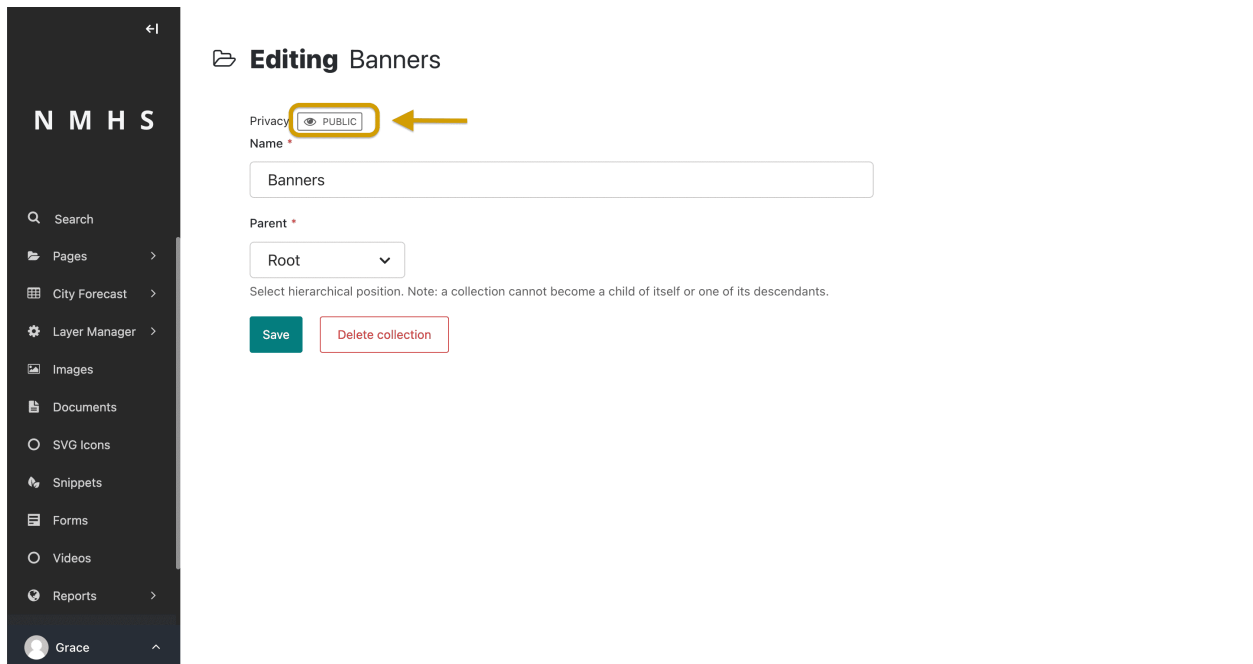 NMHS
Search
Pages
City Forecast
Layer Manager
Images
Documents
SVG Icons
Snippets
Forms
Videos
Reports
Grace
Editing Banners
Privacy PUBLIC
Name *
Banners
Parent *
Root
Select hierarchical position. Note: a collection cannot become a child of itself or one of its descendants.
Save Delete collection